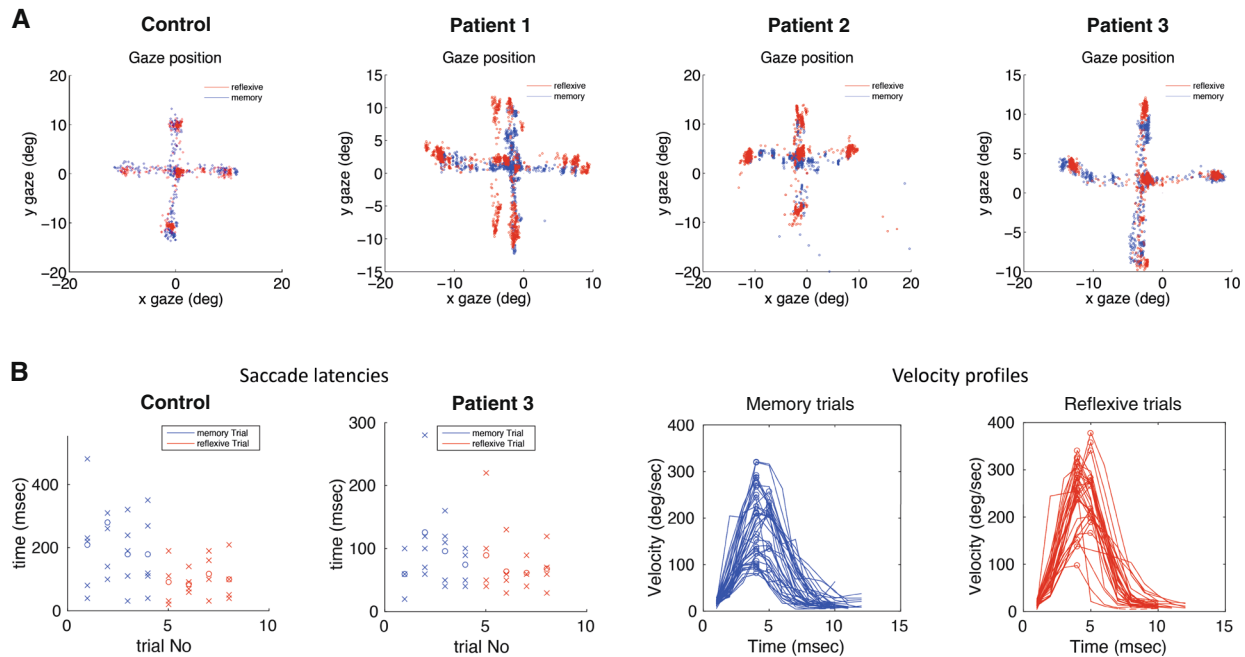 A
Control
Patient 1
Patient 2
Patient 3
Gaze position
Gaze position
Gaze position
Gaze position
20
10
0
−10
−20
y gaze (deg)
reflexive
memory
−20
0
20
x gaze (deg)
15
10
5
0
−5
−10
−15
y gaze (deg)
reflexive
memory
−20
−10
0
10
x gaze (deg)
20
15
10
5
0
−5
−10
−15
−20
y gaze (deg)
reflexive
memory
−20
−10
0
10
20
x gaze (deg)
15
10
5
0
−5
−10
y gaze (deg)
reflexive
memory
−20
−10
0
10
x gaze (deg)
B
Saccade latencies
Velocity profiles
Control
Patient 3
Memory trials
Reflexive trials
memory Trial
reflexive Trial
400
200
0
time (msec)
0
5
10
trial No
memory Trial
reflexive Trial
300
200
100
0
time (msec)
0
5
10
trial No
400
300
200
100
0
Velocity (deg/sec)
0
5
10
15
Time (msec)
400
300
200
100
0
Velocity (deg/sec)
0
5
10
15
Time (msec)